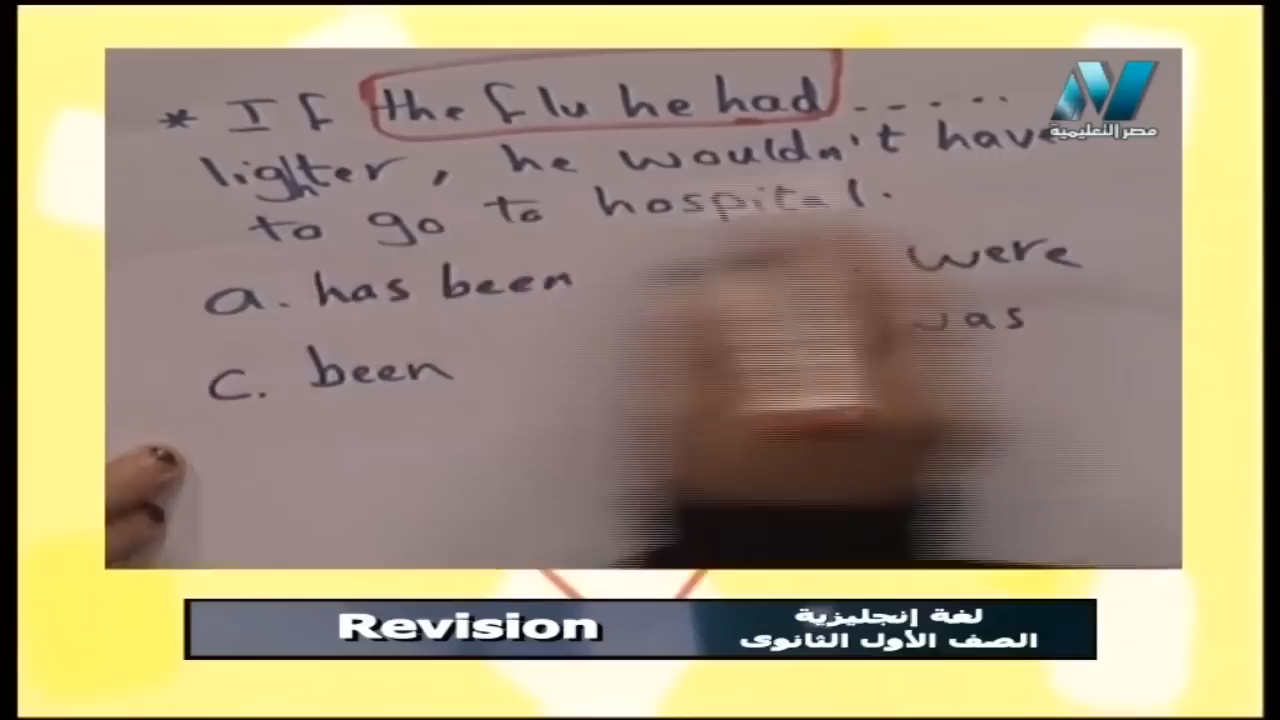 * If the flu he had .....
lighter, he wouldn't have
to go to hospital.
a. has been
were
c. been
مصر التعليمية
Revision
لغة إنجليزية
الصف الأول الثانوى